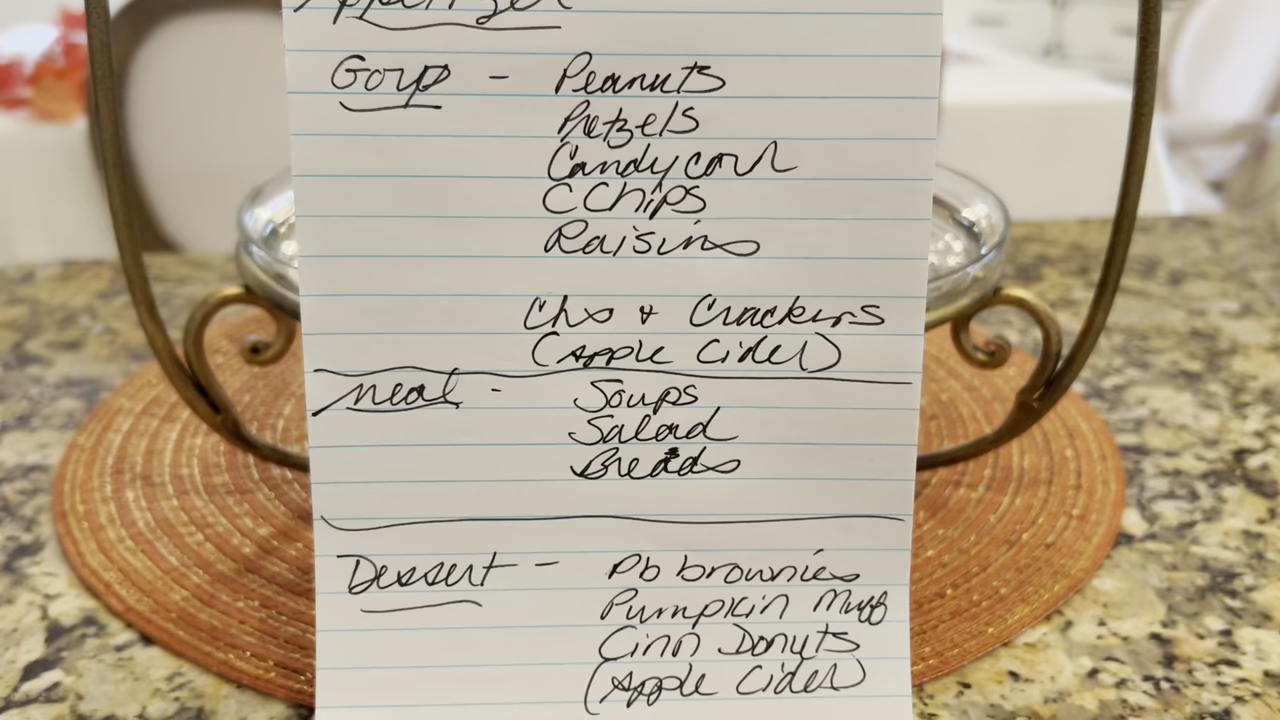 Appetizer
Gorp - Peanuts
Pretzels
Candy corn
C Chips
Raisins
Chs + Crackers
(Apple Cider)
meal - Soups
Salad
Breads
Dessert - Pb brownies
Pumpkin Muff
Cinn Donuts
(Apple Cider)